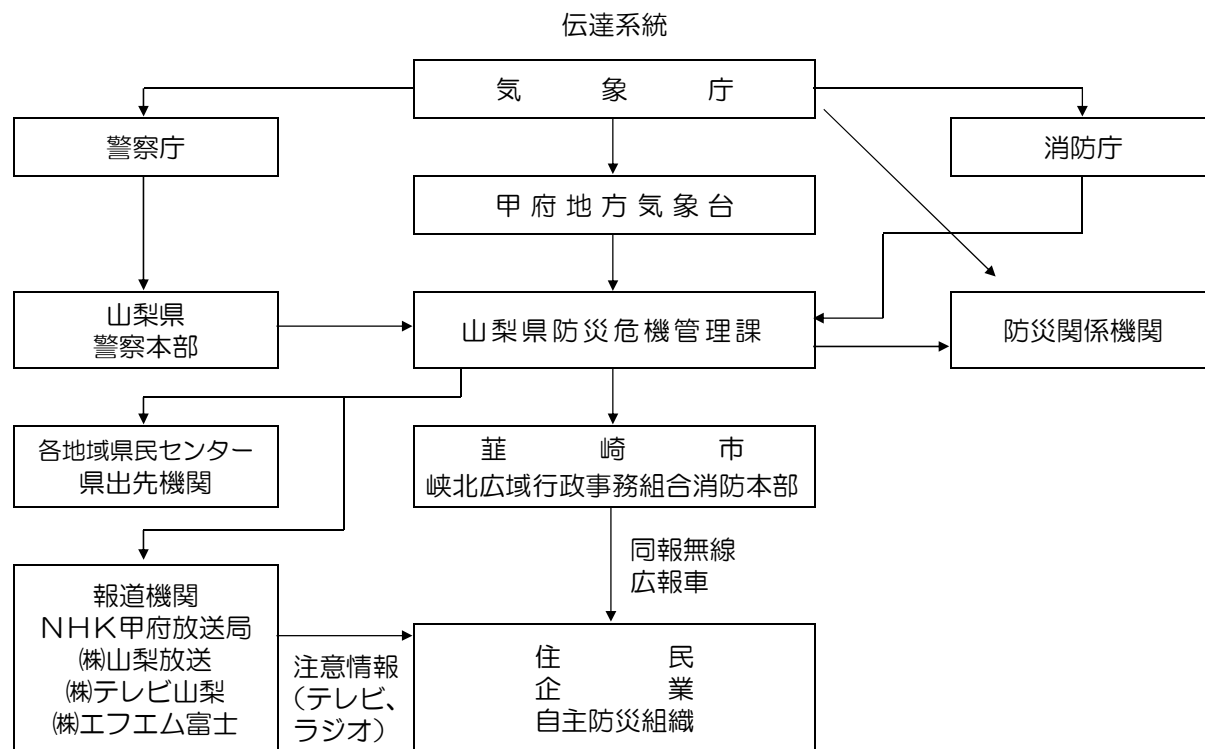 伝達系統
気象庁
警察庁
消防庁
甲府地方気象台
山梨県
警察本部
山梨県防災危機管理課
防災関係機関
各地域県民センター
県出先機関
韮崎市
峡北広域行政事務組合消防本部
同報無線
広報車
報道機関
NHK甲府放送局
㈱山梨放送
㈱テレビ山梨
㈱エフエム富士
注意情報
(テレビ、
ラジオ)
住民
企業
自主防災組織